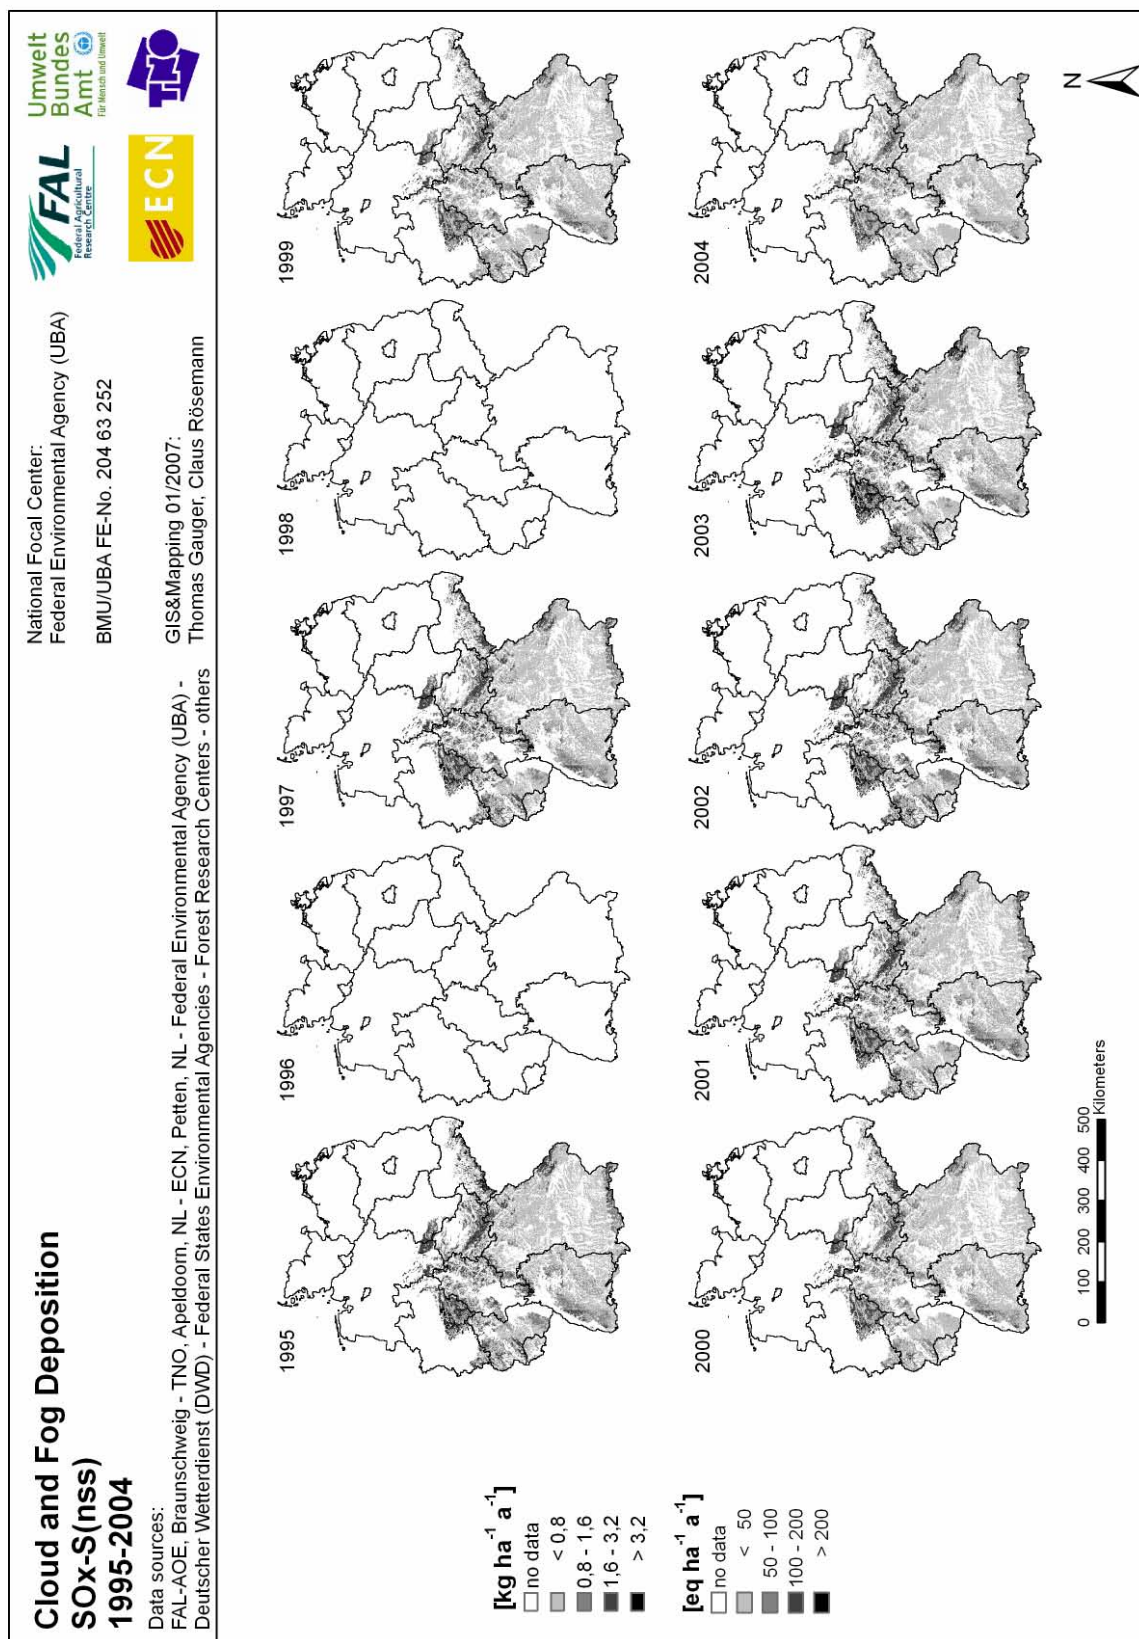 Cloud and Fog Deposition
SOx-S(nss)
1995-2004
National Focal Center:
Federal Environmental Agency (UBA)
BMU/UBA FE-No. 204 63 252
GIS&Mapping 01/2007:
Thomas Gauger, Claus Rösemann
FAL
Federal Agricultural
Research Centre
Umwelt
Bundes
Amt
Für Mensch und Umwelt
ECN
TNO
Data sources:
FAL-AOE, Braunschweig - TNO, Apeldoorn, NL - ECN, Petten, NL - Federal Environmental Agency (UBA) -
Deutscher Wetterdienst (DWD) - Federal States Environmental Agencies - Forest Research Centers - others
1995
1996
1997
1998
1999
2000
2001
2002
2003
2004
[kg ha⁻¹ a⁻¹]
no data
< 0,8
0,8 - 1,6
1,6 - 3,2
> 3,2
[eq ha⁻¹ a⁻¹]
no data
< 50
50 - 100
100 - 200
> 200
0 100 200 300 400 500
Kilometers
N